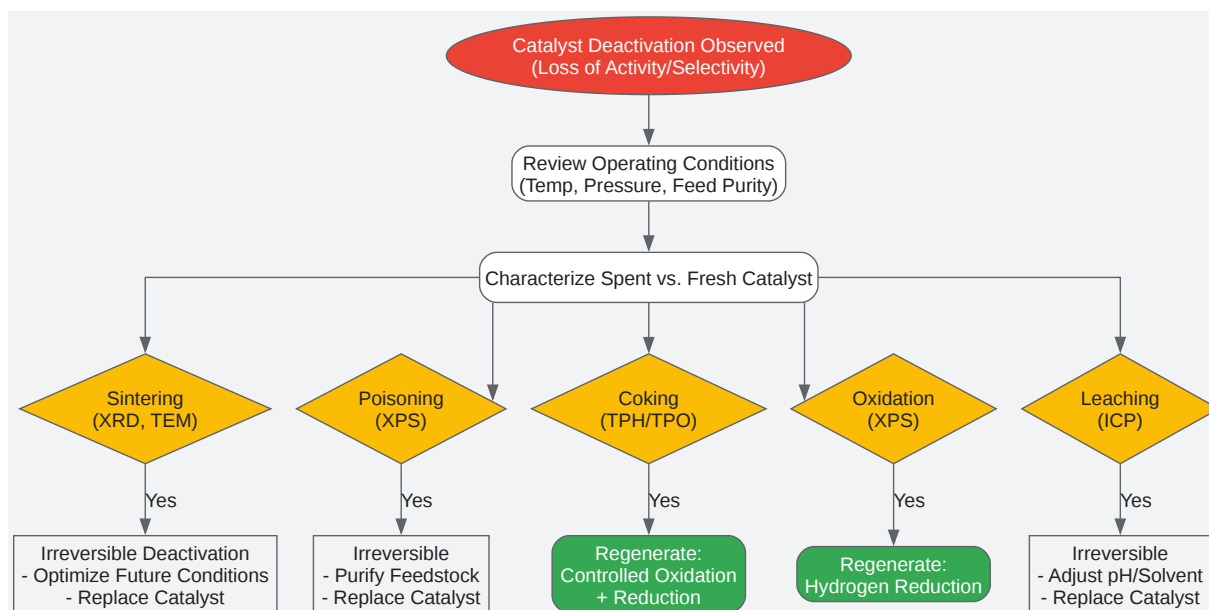 Catalyst Deactivation Observed
(Loss of Activity/Selectivity)
Review Operating Conditions
(Temp, Pressure, Feed Purity)
Characterize Spent vs. Fresh Catalyst
Sintering
(XRD, TEM)
Poisoning
(XPS)
Coking
(TPH/TPO)
Oxidation
(XPS)
Leaching
(ICP)
Yes
Yes
Yes
Yes
Yes
Irreversible Deactivation
- Optimize Future Conditions
- Replace Catalyst
Irreversible
- Purify Feedstock
- Replace Catalyst
Regenerate:
Controlled Oxidation
+ Reduction
Regenerate:
Hydrogen Reduction
Irreversible
- Adjust pH/Solvent
- Replace Catalyst